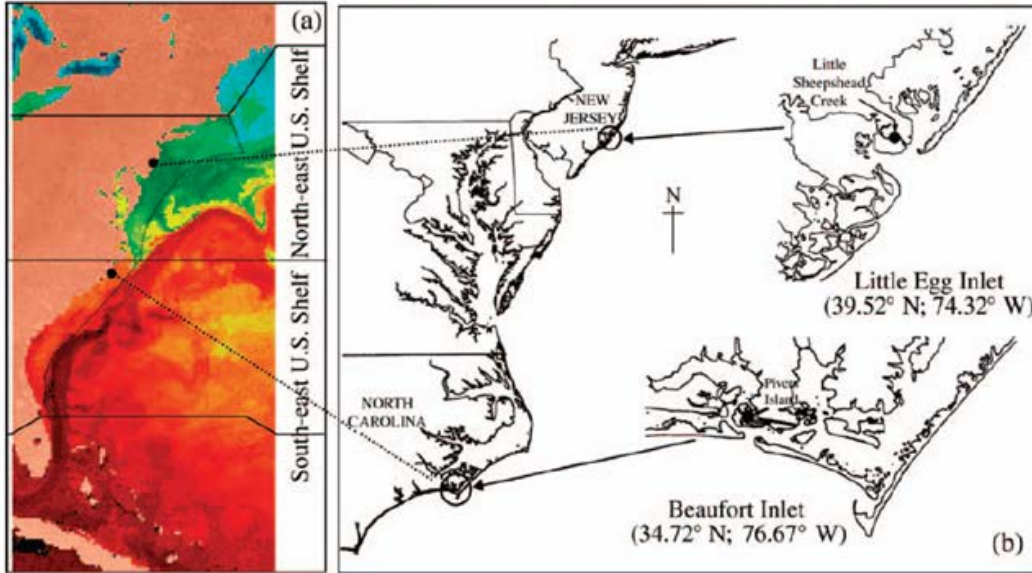 (a)
North-east U.S. Shelf
South-east U.S. Shelf
NEW
JERSEY
N
NORTH
CAROLINA
Little
Sheepshead
Creek
Little Egg Inlet
(39.52° N; 74.32° W)
Pivers
Island
Beaufort Inlet
(34.72° N; 76.67° W)
(b)